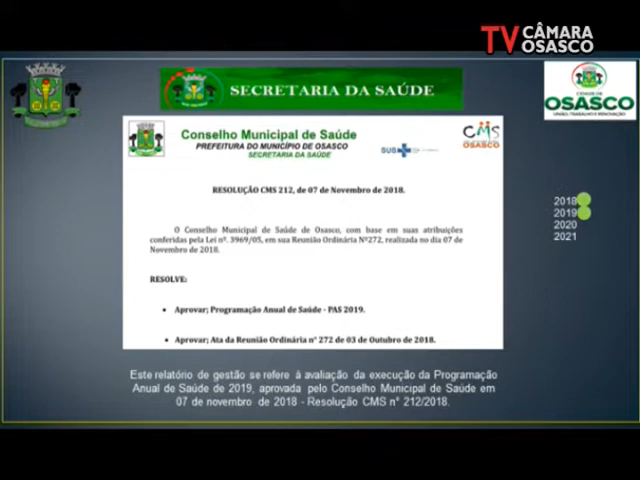 TV CÂMARA
OSASCO
SECRETARIA DA SAÚDE
CIDADE DE
OSASCO
Conselho Municipal de Saúde
PREFEITURA DO MUNICÍPIO DE OSASCO
SECRETARIA DA SAÚDE
SUS
CMS
OSASCO
RESOLUÇÃO CMS 212, de 07 de Novembro de 2018.
O Conselho Municipal de Saúde de Osasco, com base em suas atribuições
conferidas pela Lei nº. 3969/05, em sua Reunião Ordinária Nº272, realizada no dia 07 de
Novembro de 2018.
RESOLVE:
• Aprovar; Programação Anual de Saúde - PAS 2019.
• Aprovar; Ata da Reunião Ordinária n° 272 de 03 de Outubro de 2018.
2018
2019
2020
2021
Este relatório de gestão se refere à avaliação da execução da Programação
Anual de Saúde de 2019, aprovada pelo Conselho Municipal de Saúde em
07 de novembro de 2018 - Resolução CMS n° 212/2018.